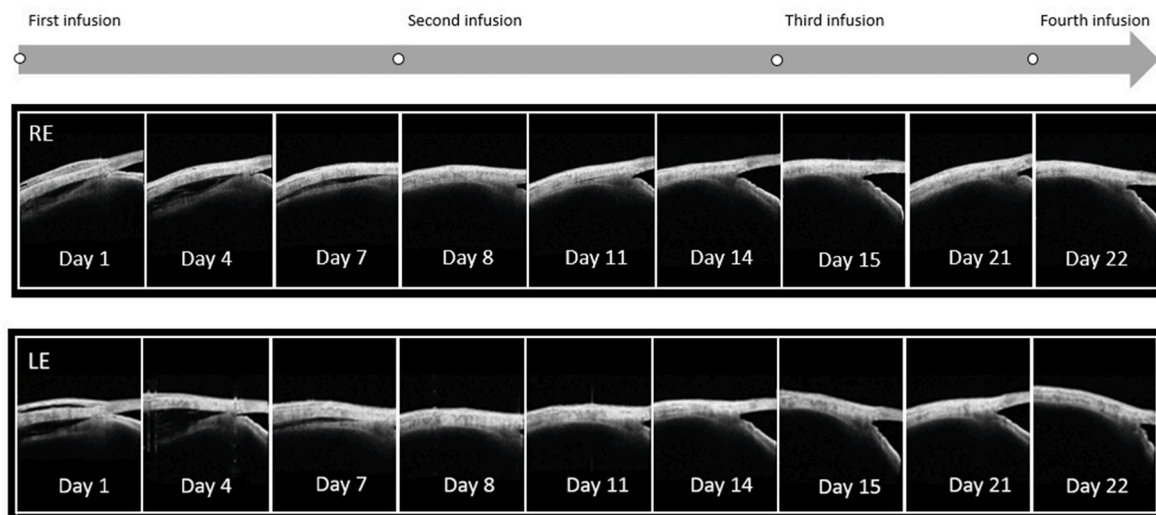 First infusion Second infusion Third infusion Fourth infusion
RE
Day 1 Day 4 Day 7 Day 8 Day 11 Day 14 Day 15 Day 21 Day 22
LE
Day 1 Day 4 Day 7 Day 8 Day 11 Day 14 Day 15 Day 21 Day 22